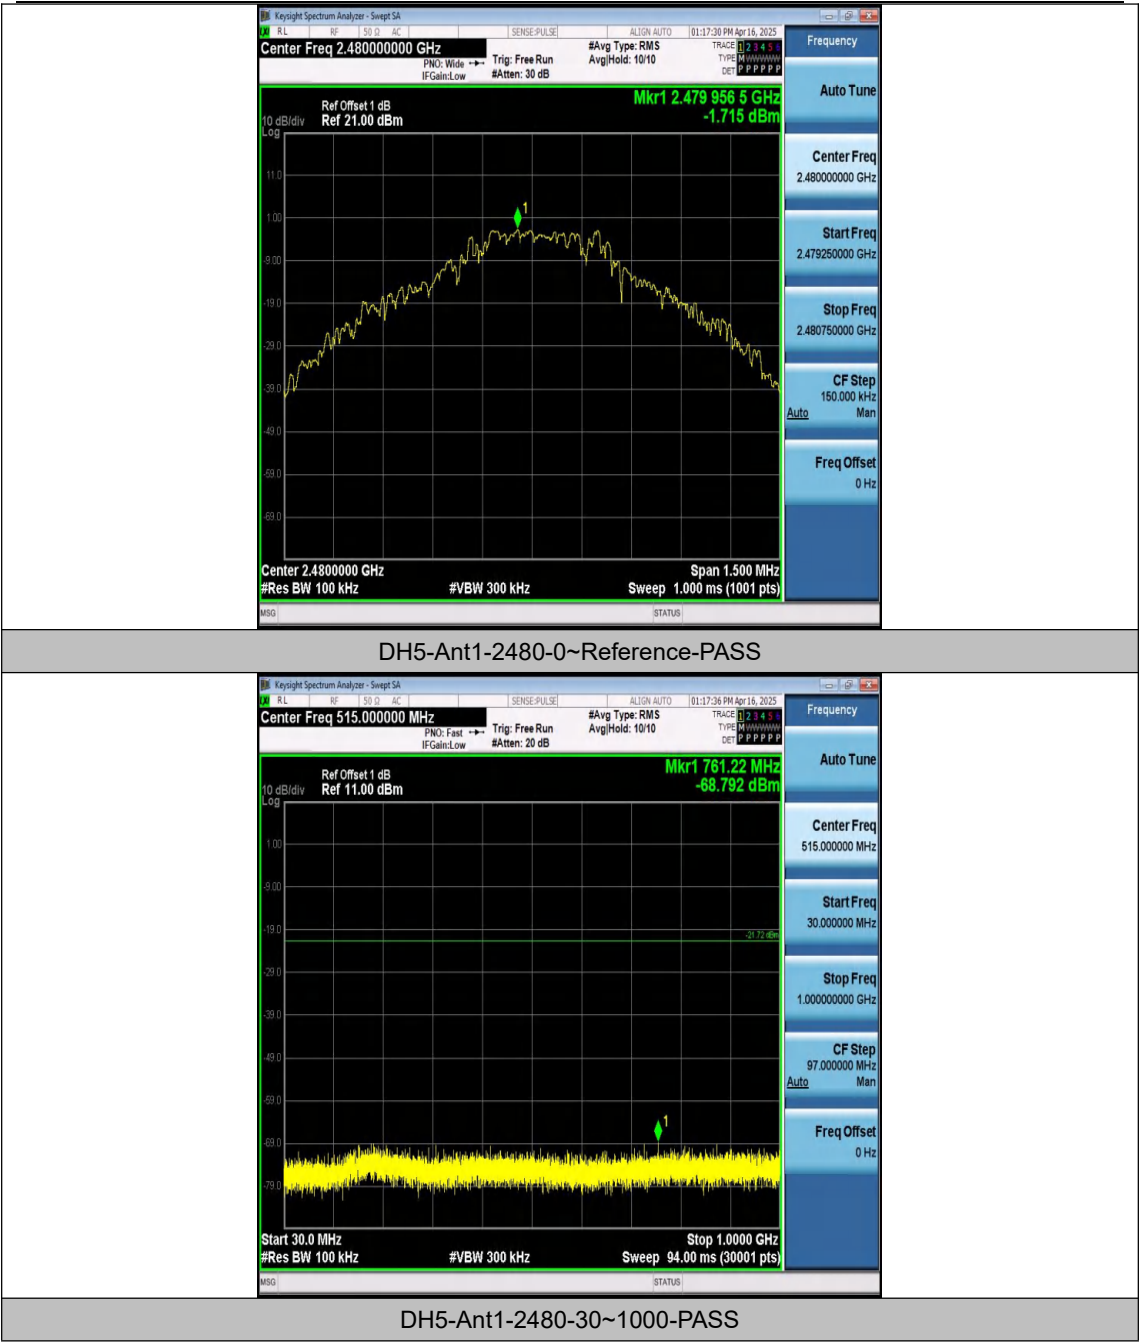 Keysight Spectrum Analyzer - Swept SA
RL RF 50 Ω AC SENSE:PULSE ALIGN AUTO 01:17:30 PM Apr 16, 2025
Center Freq 2.480000000 GHz
PNO: Wide
IFGain:Low
Trig: Free Run
#Atten: 30 dB
#Avg Type: RMS
Avg|Hold: 10/10
TRACE 1 2 3 4 5 6
TYPE M WWWWW
DET P P P P P P
Mkr1 2.479 956 5 GHz
-1.715 dBm
Ref Offset 1 dB
10 dB/div Ref 21.00 dBm
Log
11.0
1.00
-9.00
-19.0
-29.0
-39.0
-49.0
-59.0
-69.0
1
Center 2.4800000 GHz Span 1.500 MHz
#Res BW 100 kHz #VBW 300 kHz Sweep 1.000 ms (1001 pts)
MSG STATUS
Frequency
Auto Tune
Center Freq
2.480000000 GHz
Start Freq
2.479250000 GHz
Stop Freq
2.480750000 GHz
CF Step
150.000 kHz
Auto Man
Freq Offset
0 Hz
DH5-Ant1-2480-0~Reference-PASS
Keysight Spectrum Analyzer - Swept SA
RL RF 50 Ω AC SENSE:PULSE ALIGN AUTO 01:17:36 PM Apr 16, 2025
Center Freq 515.000000 MHz
PNO: Fast
IFGain:Low
Trig: Free Run
#Atten: 20 dB
#Avg Type: RMS
Avg|Hold: 10/10
TRACE 1 2 3 4 5 6
TYPE M WWWWW
DET P P P P P P
Mkr1 761.22 MHz
-68.792 dBm
Ref Offset 1 dB
10 dB/div Ref 11.00 dBm
Log
1.00
-9.00
-19.0
-21.72 dBm
-29.0
-39.0
-49.0
-59.0
-69.0
-79.0
1
Start 30.0 MHz Stop 1.0000 GHz
#Res BW 100 kHz #VBW 300 kHz Sweep 94.00 ms (30001 pts)
MSG STATUS
Frequency
Auto Tune
Center Freq
515.000000 MHz
Start Freq
30.000000 MHz
Stop Freq
1.000000000 GHz
CF Step
97.000000 MHz
Auto Man
Freq Offset
0 Hz
DH5-Ant1-2480-30~1000-PASS